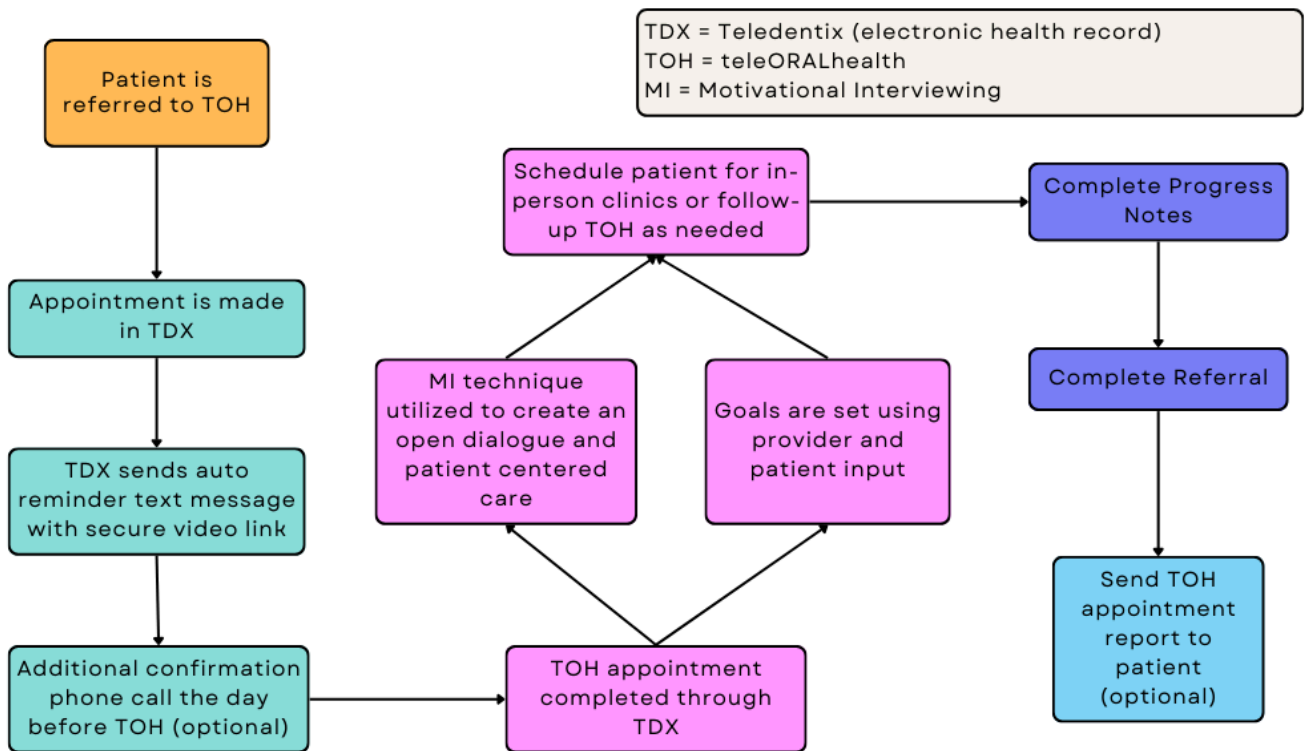 TDX = Teledentix (electronic health record)
TOH = teleORALhealth
MI = Motivational Interviewing
Patient is
referred to TOH
Appointment is made
in TDX
TDX sends auto
reminder text message
with secure video link
Additional confirmation
phone call the day
before TOH (optional)
TOH appointment
completed through
TDX
MI technique
utilized to create an
open dialogue and
patient centered
care
Goals are set using
provider and
patient input
Schedule patient for in-
person clinics or follow-
up TOH as needed
Complete Progress
Notes
Complete Referral
Send TOH
appointment
report to
patient
(optional)